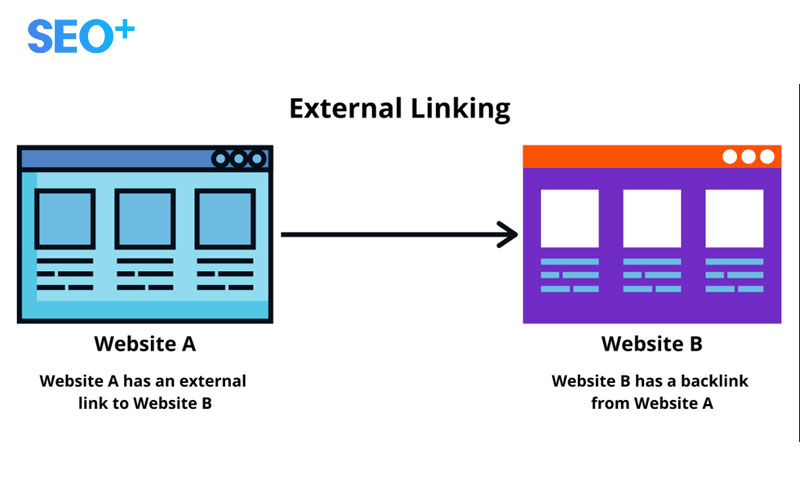 SEO+
External Linking
Website A
Website A has an external
link to Website B
Website B
Website B has a backlink
from Website A